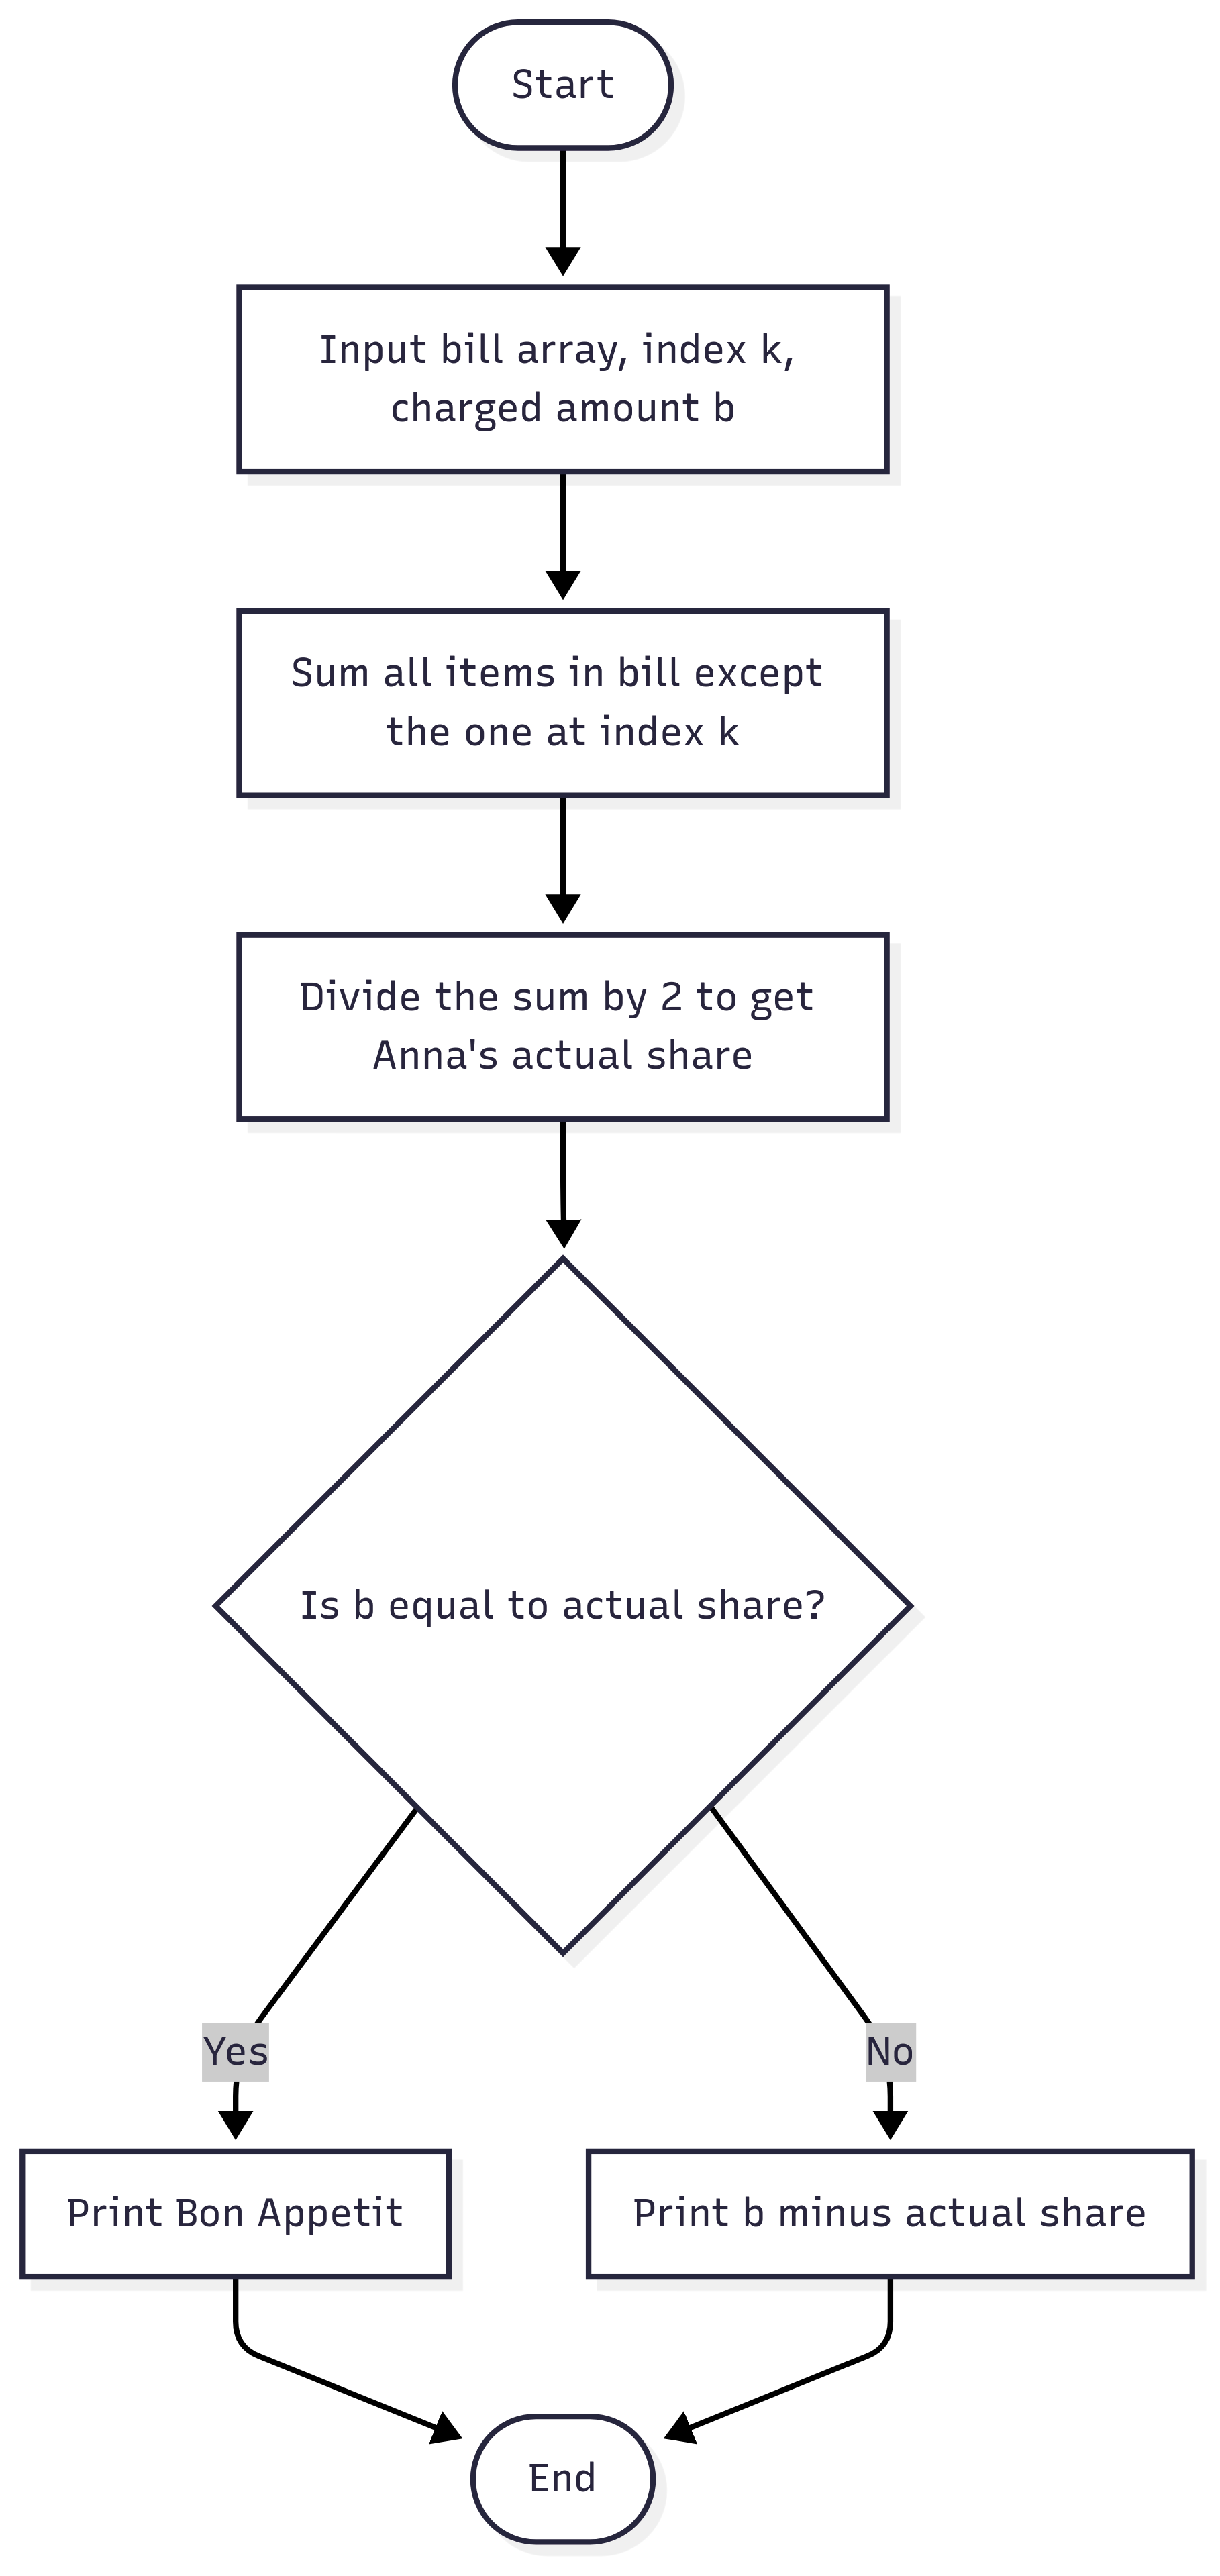 Start
Input bill array, index k,
charged amount b
Sum all items in bill except
the one at index k
Divide the sum by 2 to get
Anna's actual share
Is b equal to actual share?
Yes
No
Print Bon Appetit
Print b minus actual share
End